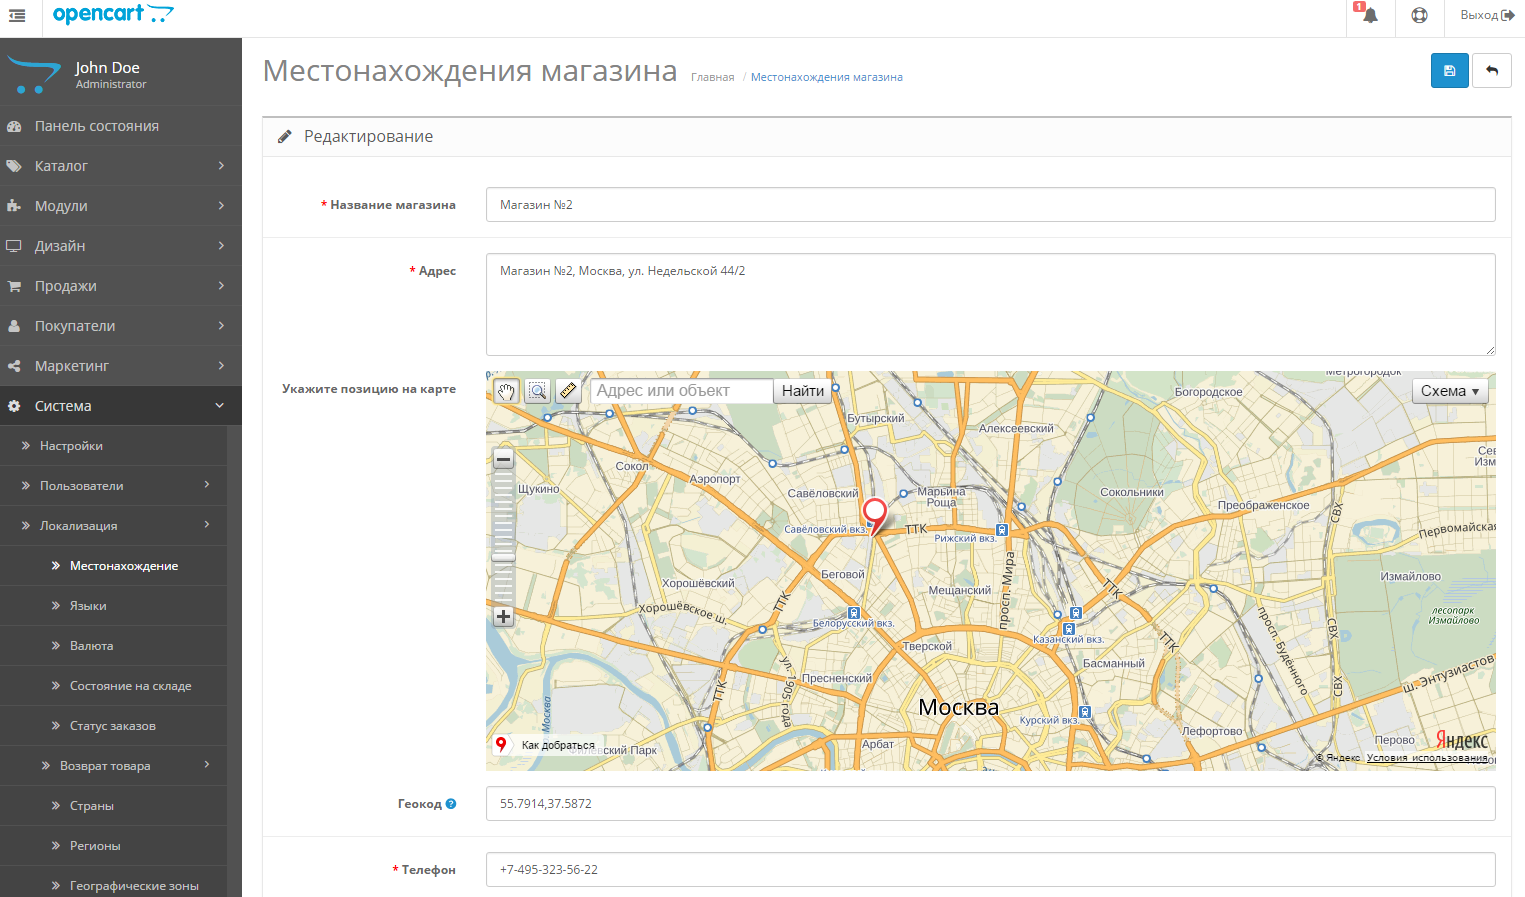 opencart
1
Выход
John Doe
Administrator
Панель состояния
Каталог
Модули
Дизайн
Продажи
Покупатели
Маркетинг
Система
Настройки
Пользователи
Локализация
Местонахождение
Языки
Валюта
Состояние на складе
Статус заказов
Возврат товара
Страны
Регионы
Географические зоны
Местонахождения магазина
Главная / Местонахождения магазина
Редактирование
* Название магазина
Магазин №2
* Адрес
Магазин №2, Москва, ул. Недельской 44/2
Укажите позицию на карте
Адрес или объект
Найти
Схема
Метрогородок
Богородское
Бутырский
Алексеевский
Сокол
Аэропорт
Щукино
Савёловский
Марьина
Роща
Сокольники
Преображенское
СВХ
Савёловский вкз.
ТТК
Рижский вкз.
Первомайская
Беговой
Хорошёвский
Мещанский
просп. Мира
ТТК
Измайлово
лесопарк
Измайлово
Хорошёвское ш.
ТТК
Белорусский вкз.
Казанский вкз.
ТТК
просп. Будённого
СВХ
Тверской
Басманный
ул. 1905 года
Пресненский
ТТК
СВХ
ш. Энтузиастов
Москва
Москва
Курский вкз.
Лефортово
Арбат
Перово
Яндекс
Как добраться
© Яндекс Условия использования
Геокод
55.7914,37.5872
* Телефон
+7-495-323-56-22